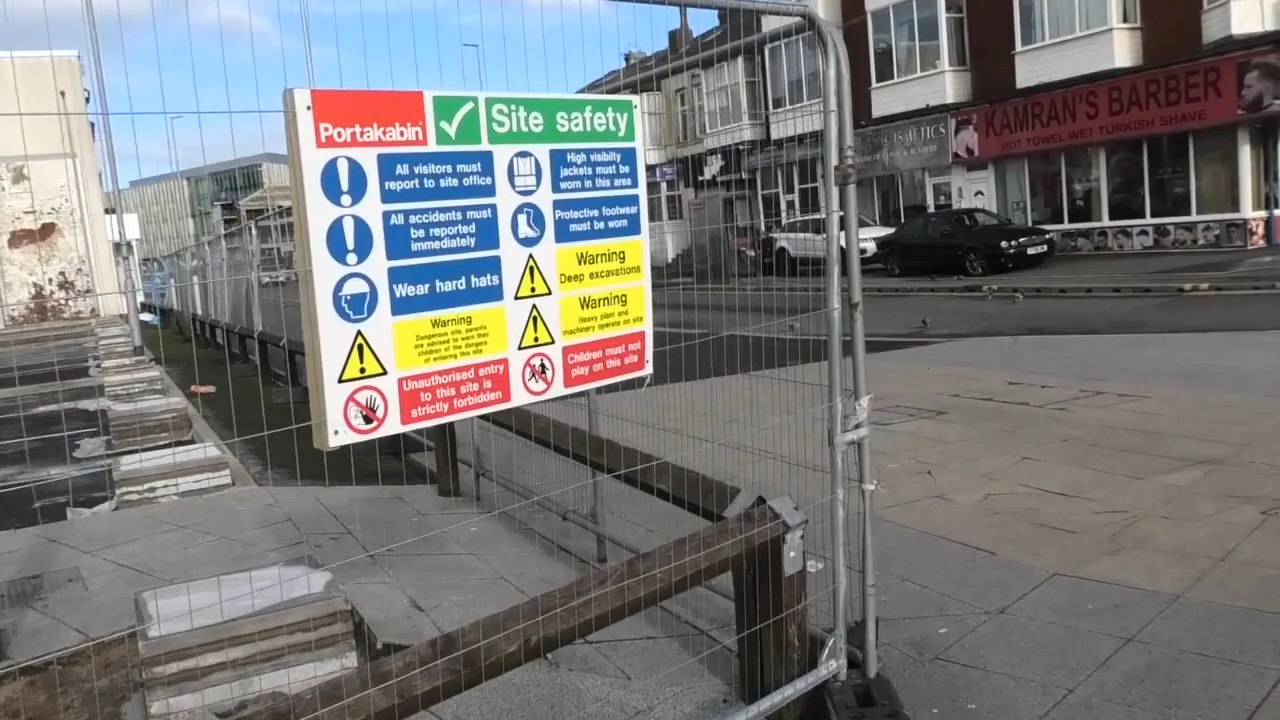 Portakabin
Site safety
All visitors must
report to site office
High visibilty
jackets must be
worn in this area
All accidents must
be reported
immediately
Protective footwear
must be worn
Wear hard hats
Warning
Deep excavations
Warning
Dangerous site, parents
are advised to warn they
children of the dangers
of entering this site
Warning
Heavy plant and
machinery operate on site
Unauthorised entry
to this site is
strictly forbidden
Children must not
play on this site
KAMRAN'S BARBER
HOT TOWEL WET TURKISH SHAVE